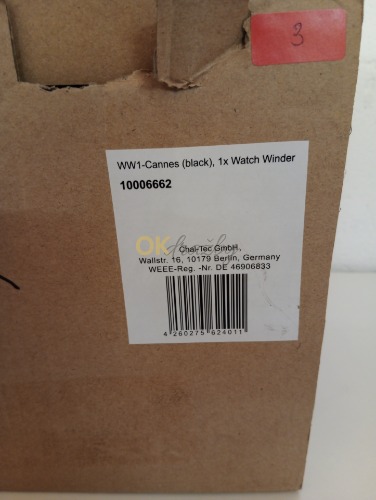 3
WW1-Cannes (black), 1x Watch Winder
10006662
OK
Chal-Tec GmbH,
Wallstr. 16, 10179 Berlin, Germany
WEEE-Reg. -Nr. DE 46906833
4 260275 924011